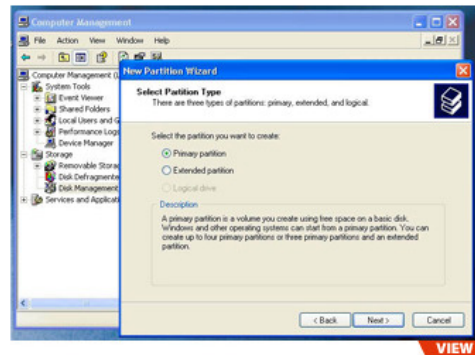 Computer Management
File Action View Window Help
New Partition Wizard
Computer Management (L
System Tools
Event Viewer
Shared Folders
Local Users and G
Performance Logs
Device Manager
Storage
Removable Stora
Disk Defragmente
Disk Management
Services and Applicati
Select Partition Type
There are three types of partitions: primary, extended, and logical.
Select the partition you want to create:
Primary partition
Extended partition
Logical drive
Description
A primary partition is a volume you create using free space on a basic disk.
Windows and other operating systems can start from a primary partition. You can
create up to four primary partitions or three primary partitions and an extended
partition.
< Back Next > Cancel
VIEW